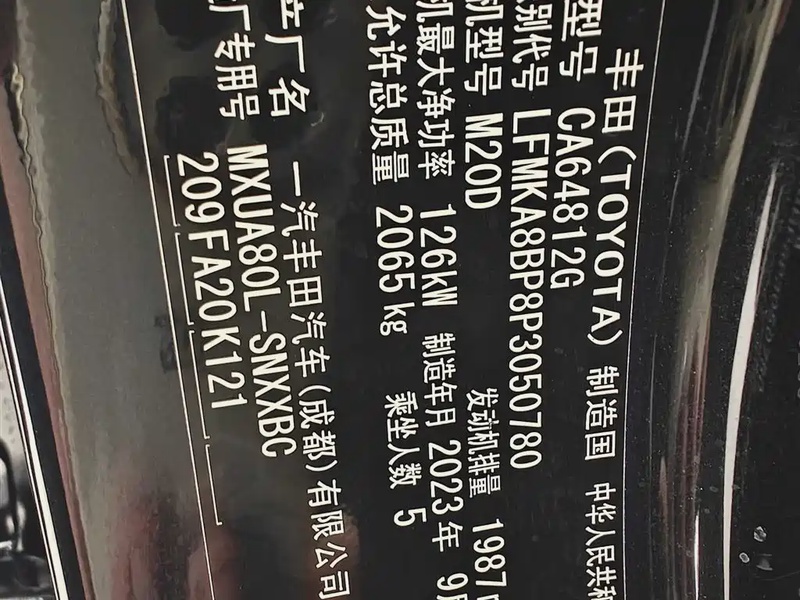 丰田(TOYOTA) 制造国 中华人民共和
型号 CA64812G
别代号 LFMKA8BP8P3050780
机型号 M20D 发动机排量 1987
机最大净功率 126kW 制造年月 2023年 9
允许总质量 2065kg 乘坐人数 5
产厂名 一汽丰田汽车(成都)有限公司
厂专用号 MXUA80L-SNXXBC
209FA20K121